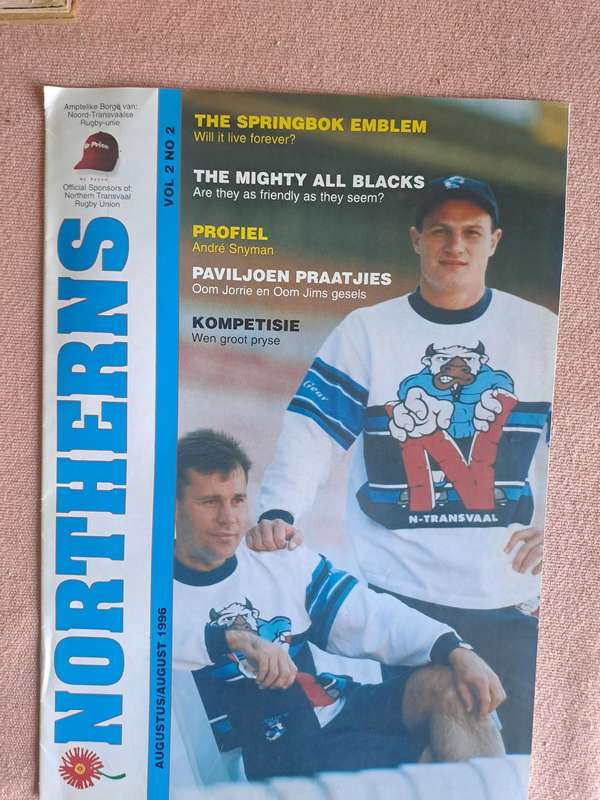 Amptelike Borge van:
Noord-Transvaalse
Rugby-unie
Mr Price
Official Sponsors of:
Northern Transvaal
Rugby Union
NORTHERNS
VOL 2 NO 2
AUGUSTUS/AUGUST 1996
THE SPRINGBOK EMBLEM
Will it live forever?
THE MIGHTY ALL BLACKS
Are they as friendly as they seem?
PROFIEL
André Snyman
PAVILJOEN PRAATJIES
Oom Jorrie en Oom Jims gesels
KOMPETISIE
Wen groot pryse
Gear
N
N-TRANSVAAL